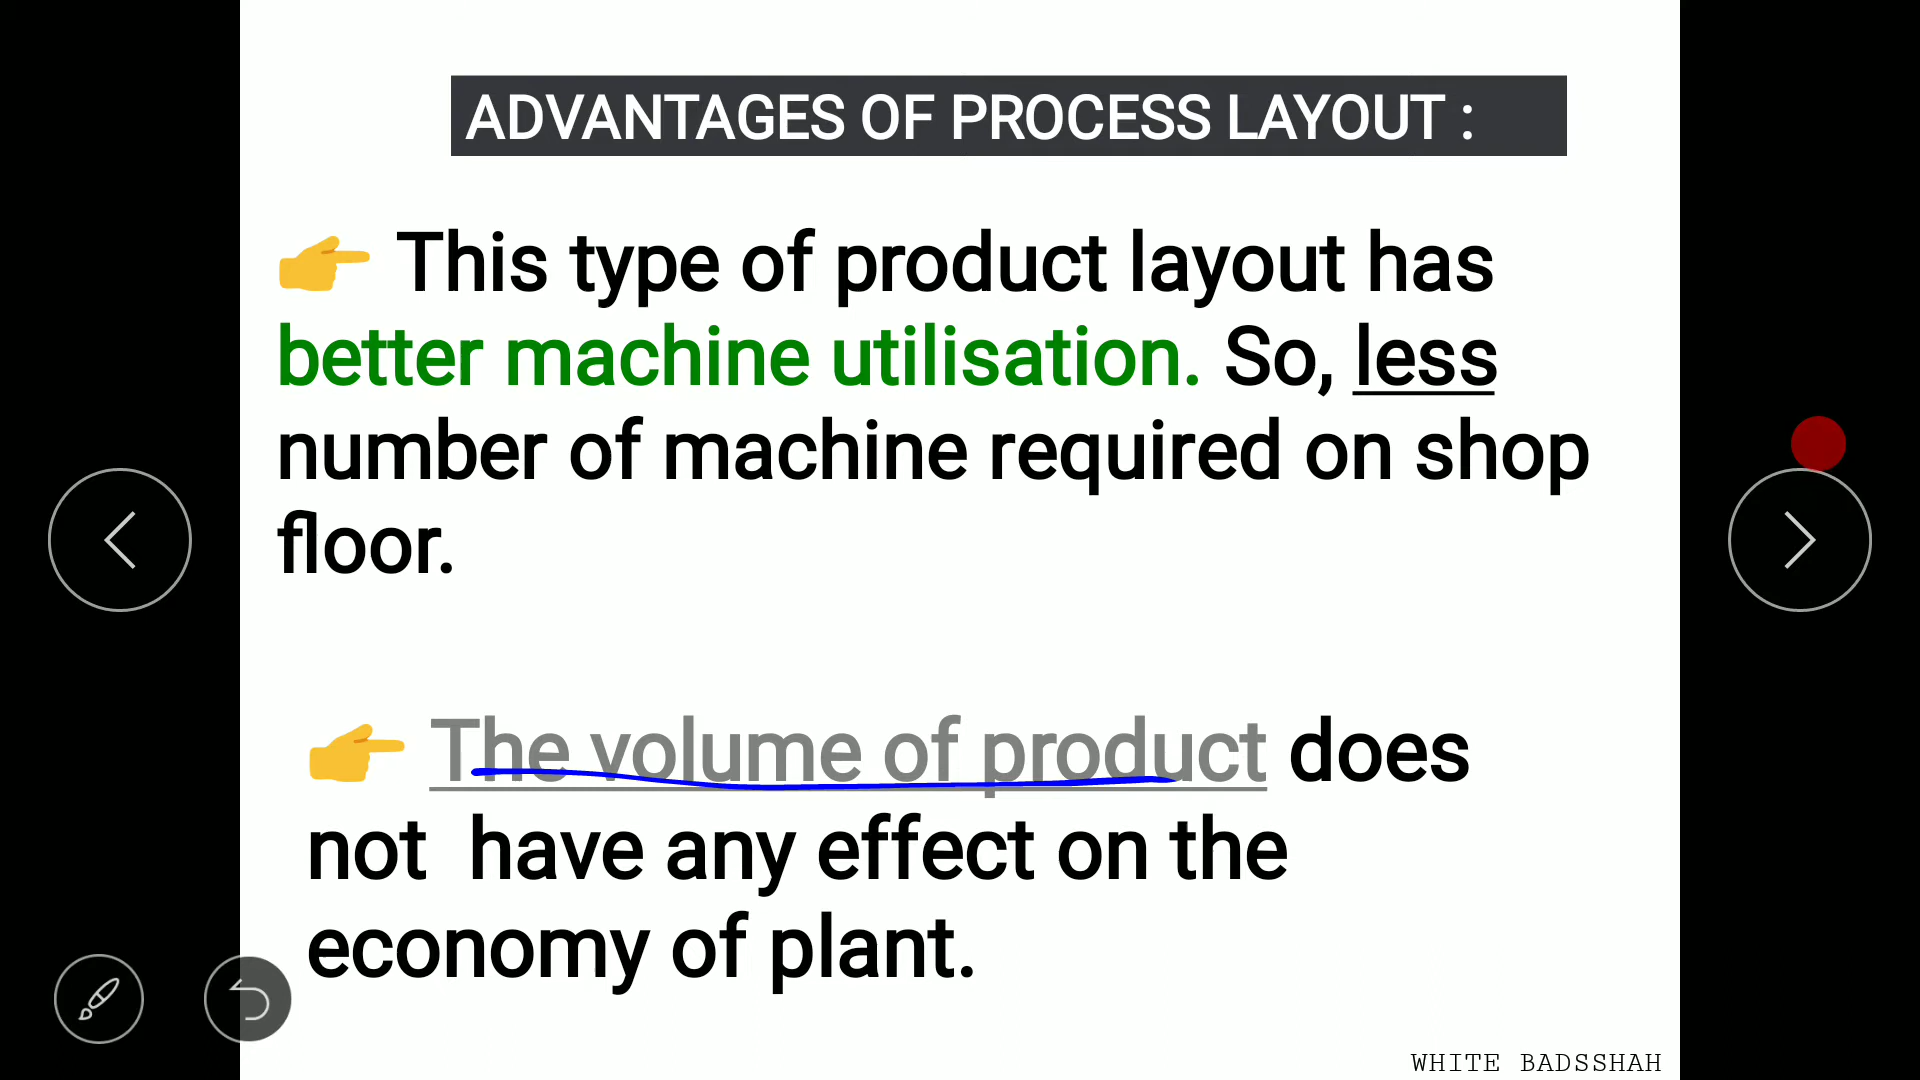 ADVANTAGES OF PROCESS LAYOUT :
👉 This type of product layout has
better machine utilisation. So, less
number of machine required on shop
floor.
👉 The volume of product does
not  have any effect on the
economy of plant.
WHITE BADSSHAH